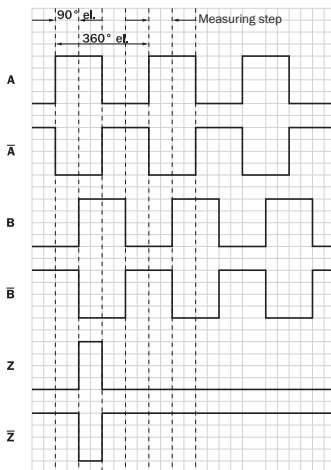 90° el.
Measuring step
360° el.
A
A̅
B
B̅
Z
Z̅